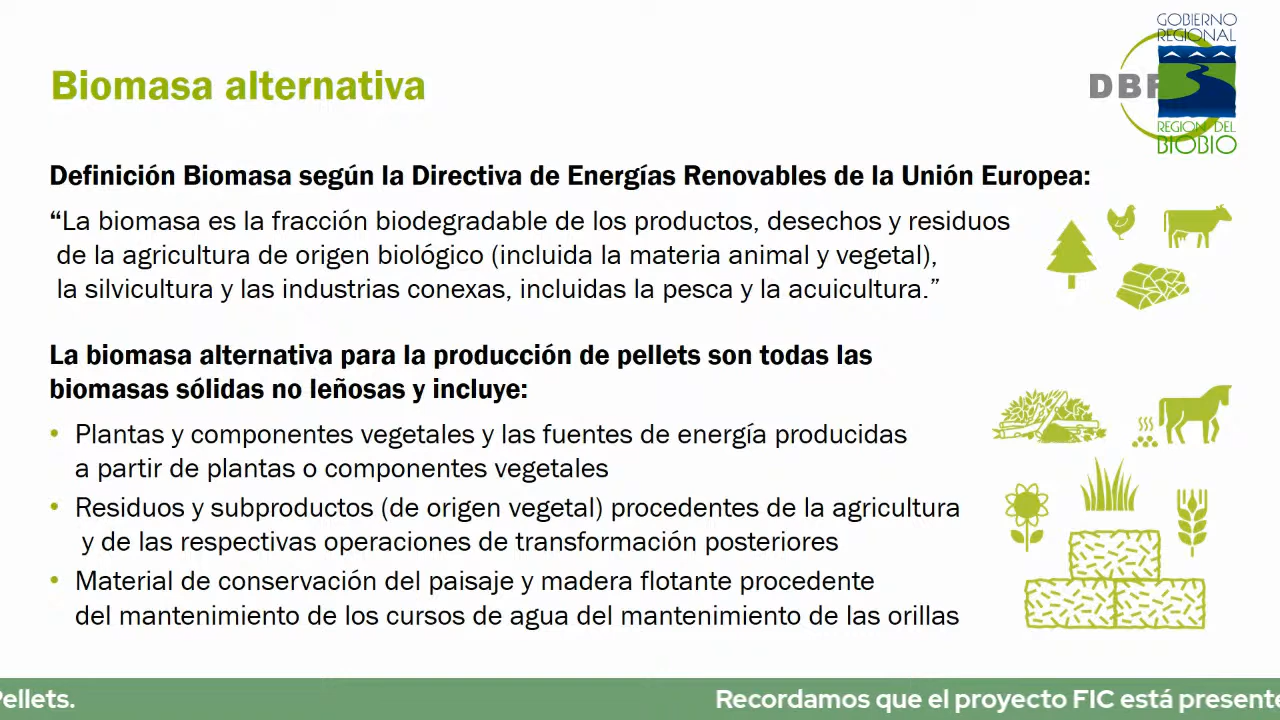 GOBIERNO
REGIONAL
Biomasa alternativa
REGION DEL
BIOBIO
Definición Biomasa según la Directiva de Energías Renovables de la Unión Europea:
“La biomasa es la fracción biodegradable de los productos, desechos y residuos
de la agricultura de origen biológico (incluida la materia animal y vegetal),
la silvicultura y las industrias conexas, incluidas la pesca y la acuicultura.”
La biomasa alternativa para la producción de pellets son todas las
biomasas sólidas no leñosas y incluye:
• Plantas y componentes vegetales y las fuentes de energía producidas
a partir de plantas o componentes vegetales
• Residuos y subproductos (de origen vegetal) procedentes de la agricultura
y de las respectivas operaciones de transformación posteriores
• Material de conservación del paisaje y madera flotante procedente
del mantenimiento de los cursos de agua del mantenimiento de las orillas
Pellets. Recordamos que el proyecto FIC está presente